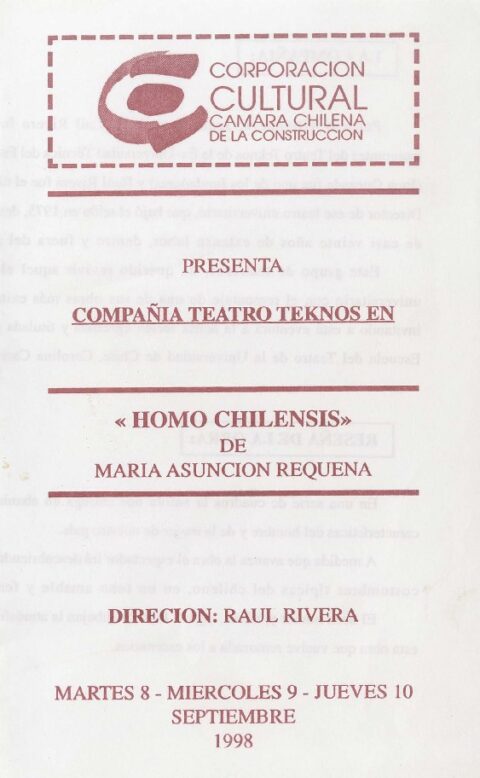 CORPORACION
CULTURAL
CAMARA CHILENA
DE LA CONSTRUCCION
PRESENTA
COMPAÑIA TEATRO TEKNOS EN
« HOMO CHILENSIS»
DE
MARIA ASUNCION REQUENA
DIRECION: RAUL RIVERA
MARTES 8 - MIERCOLES 9 - JUEVES 10
SEPTIEMBRE
1998